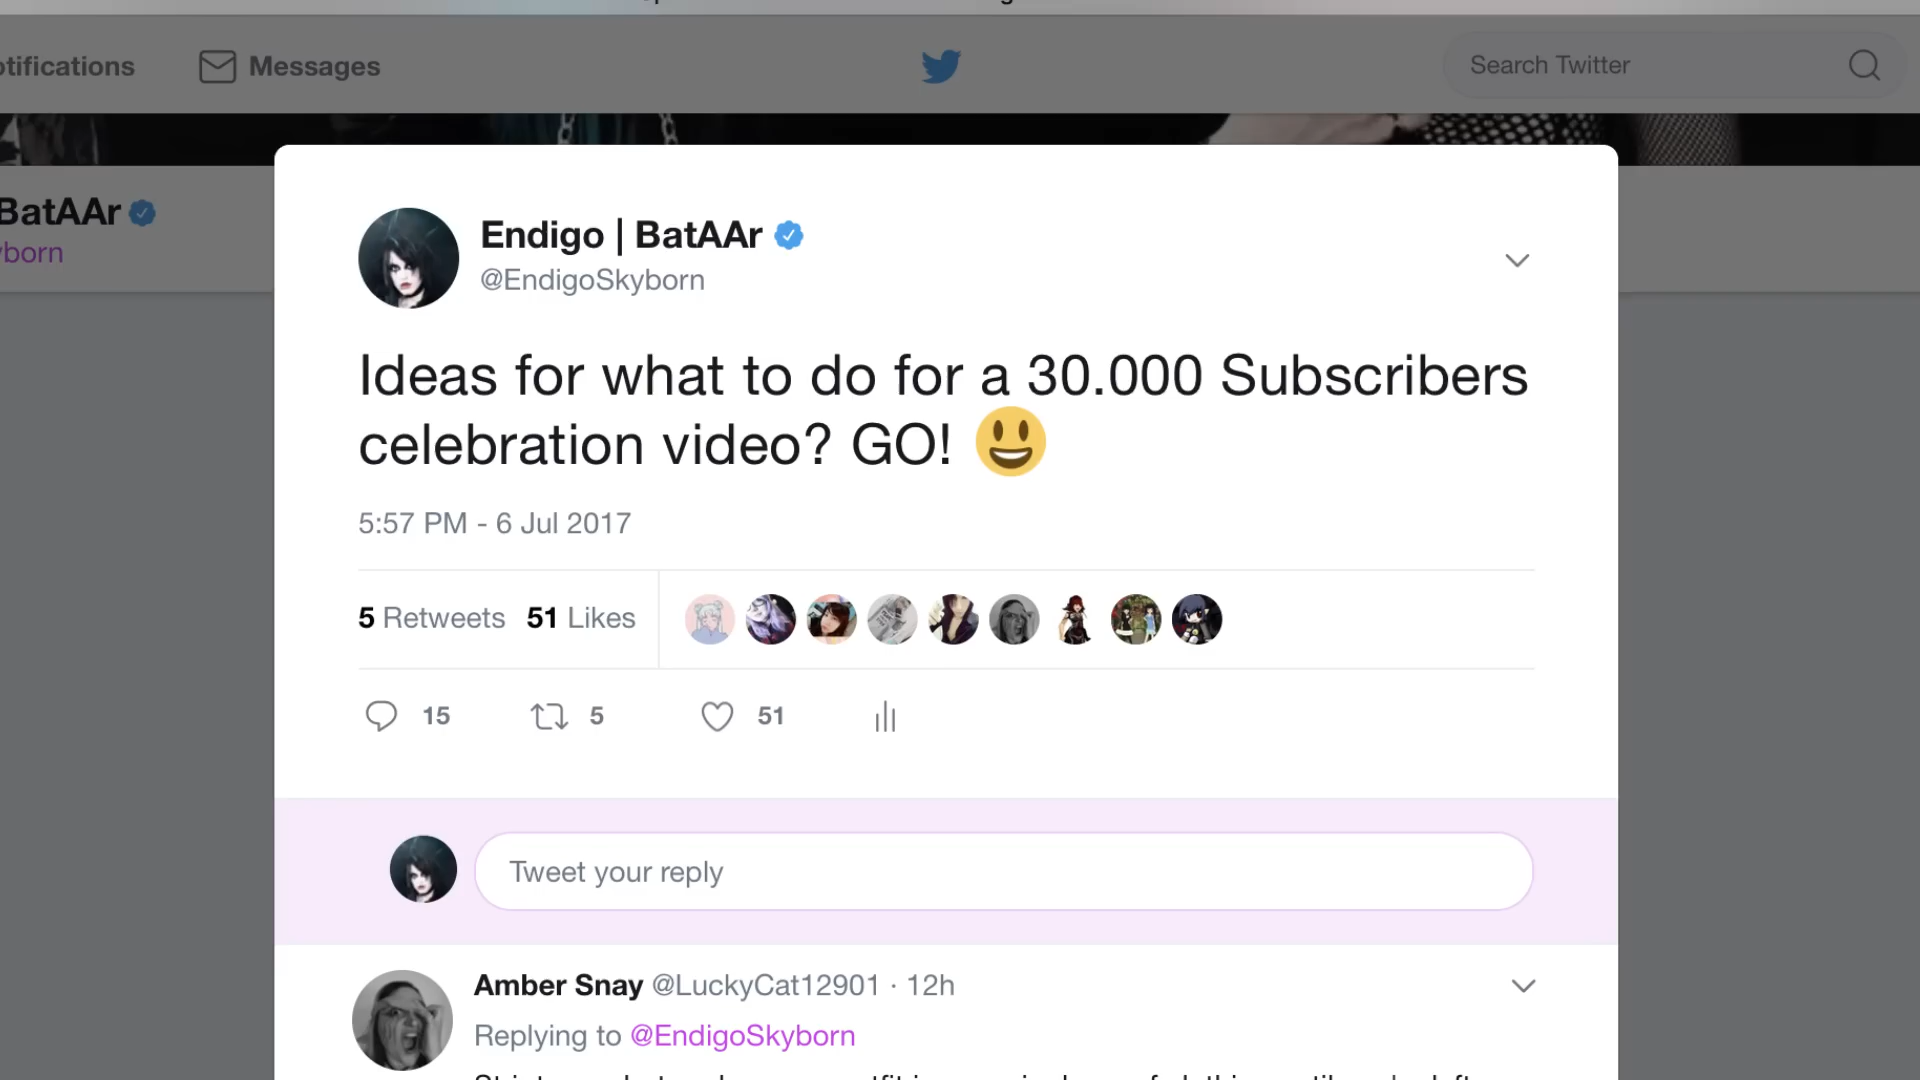 Messages
Search Twitter
BatAAr
Endigo | BatAAr
@EndigoSkyborn
Ideas for what to do for a 30.000 Subscribers
celebration video? GO! 😃
5:57 PM - 6 Jul 2017
5 Retweets 51 Likes
15 5 51
Tweet your reply
Amber Snay @LuckyCat12901 · 12h
Replying to @EndigoSkyborn